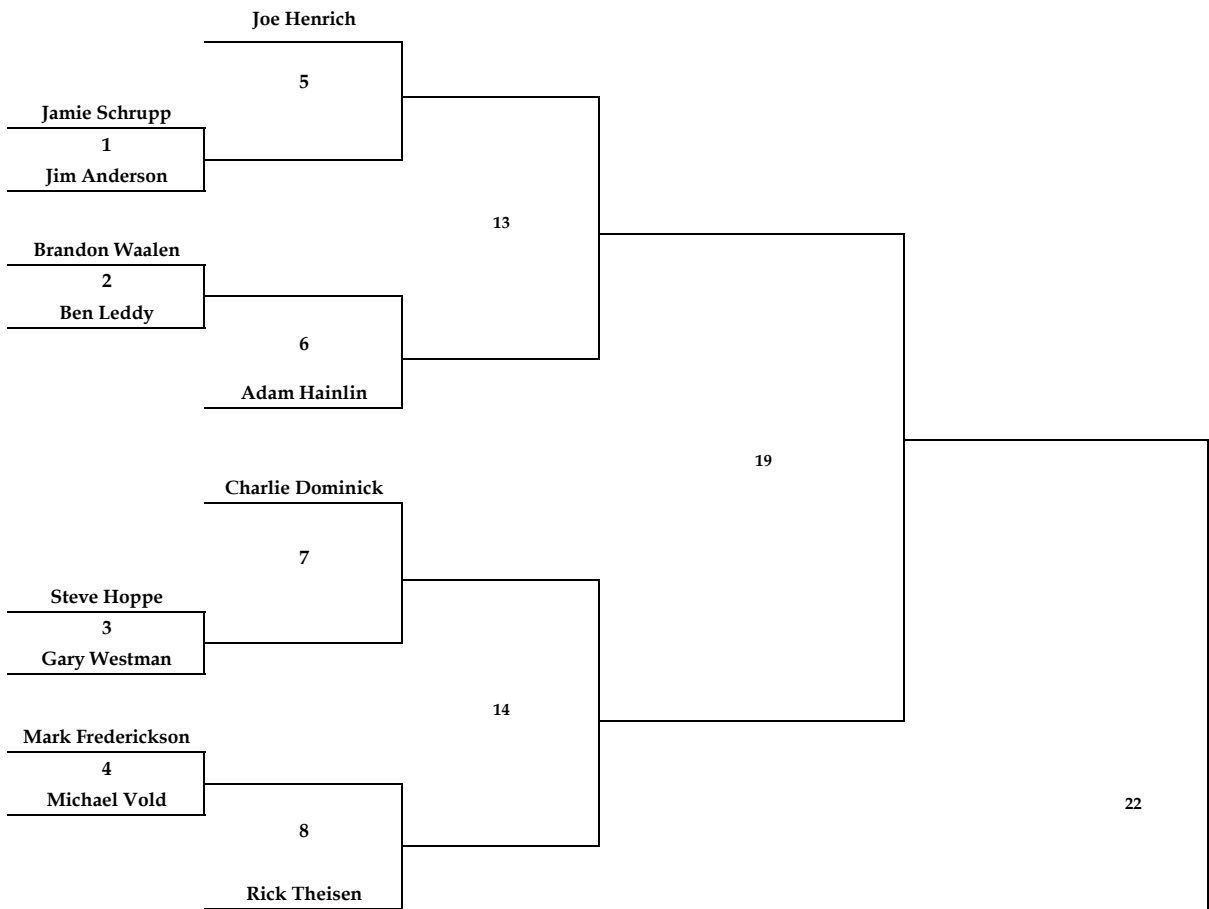 Joe Henrich
5
Jamie Schrupp
1
Jim Anderson
13
Brandon Waalen
2
Ben Leddy
6
Adam Hainlin
19
Charlie Dominick
7
Steve Hoppe
3
Gary Westman
14
Mark Frederickson
4
Michael Vold
22
8
Rick Theisen